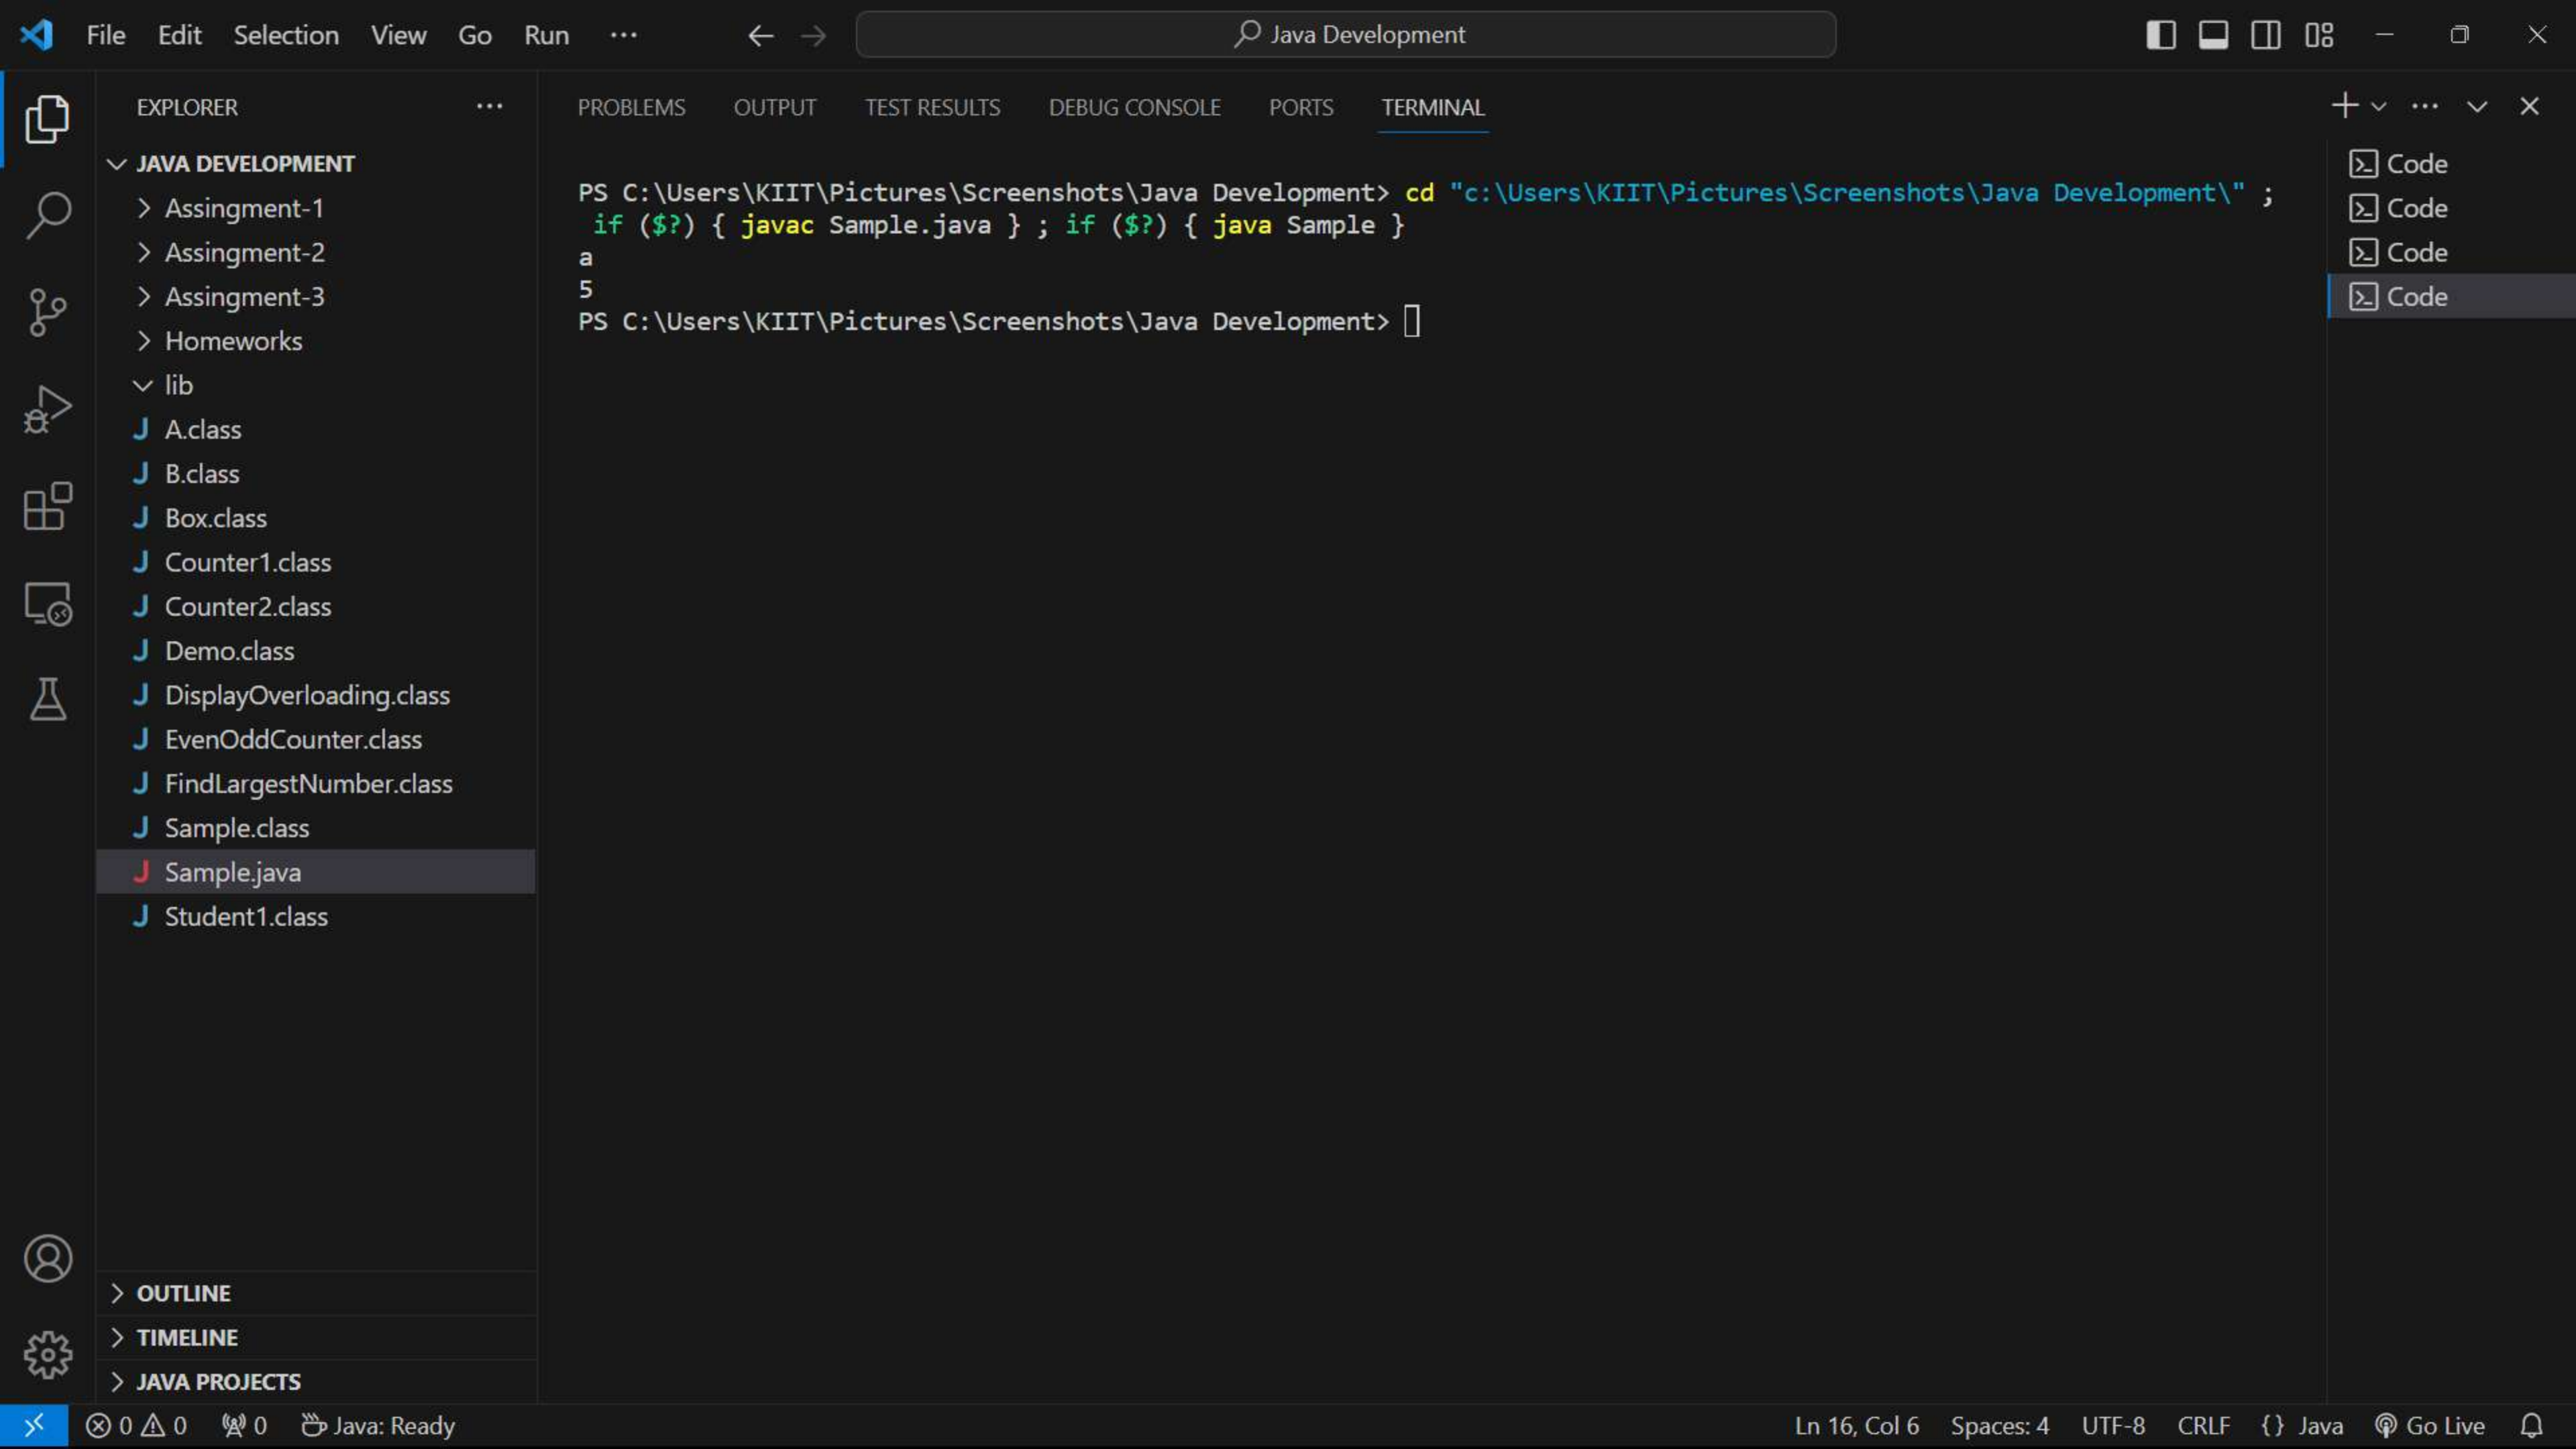 File Edit Selection View Go Run ···
Java Development
EXPLORER
JAVA DEVELOPMENT
Assingment-1
Assingment-2
Assingment-3
Homeworks
lib
A.class
B.class
Box.class
Counter1.class
Counter2.class
Demo.class
DisplayOverloading.class
EvenOddCounter.class
FindLargestNumber.class
Sample.class
Sample.java
Student1.class
OUTLINE
TIMELINE
JAVA PROJECTS
PROBLEMS OUTPUT TEST RESULTS DEBUG CONSOLE PORTS TERMINAL
PS C:\Users\KIIT\Pictures\Screenshots\Java Development> cd "c:\Users\KIIT\Pictures\Screenshots\Java Development\" ;
if ($?) { javac Sample.java } ; if ($?) { java Sample }
a
5
PS C:\Users\KIIT\Pictures\Screenshots\Java Development>
Code
Code
Code
Code
0 0 0 Java: Ready Ln 16, Col 6 Spaces: 4 UTF-8 CRLF {} Java Go Live